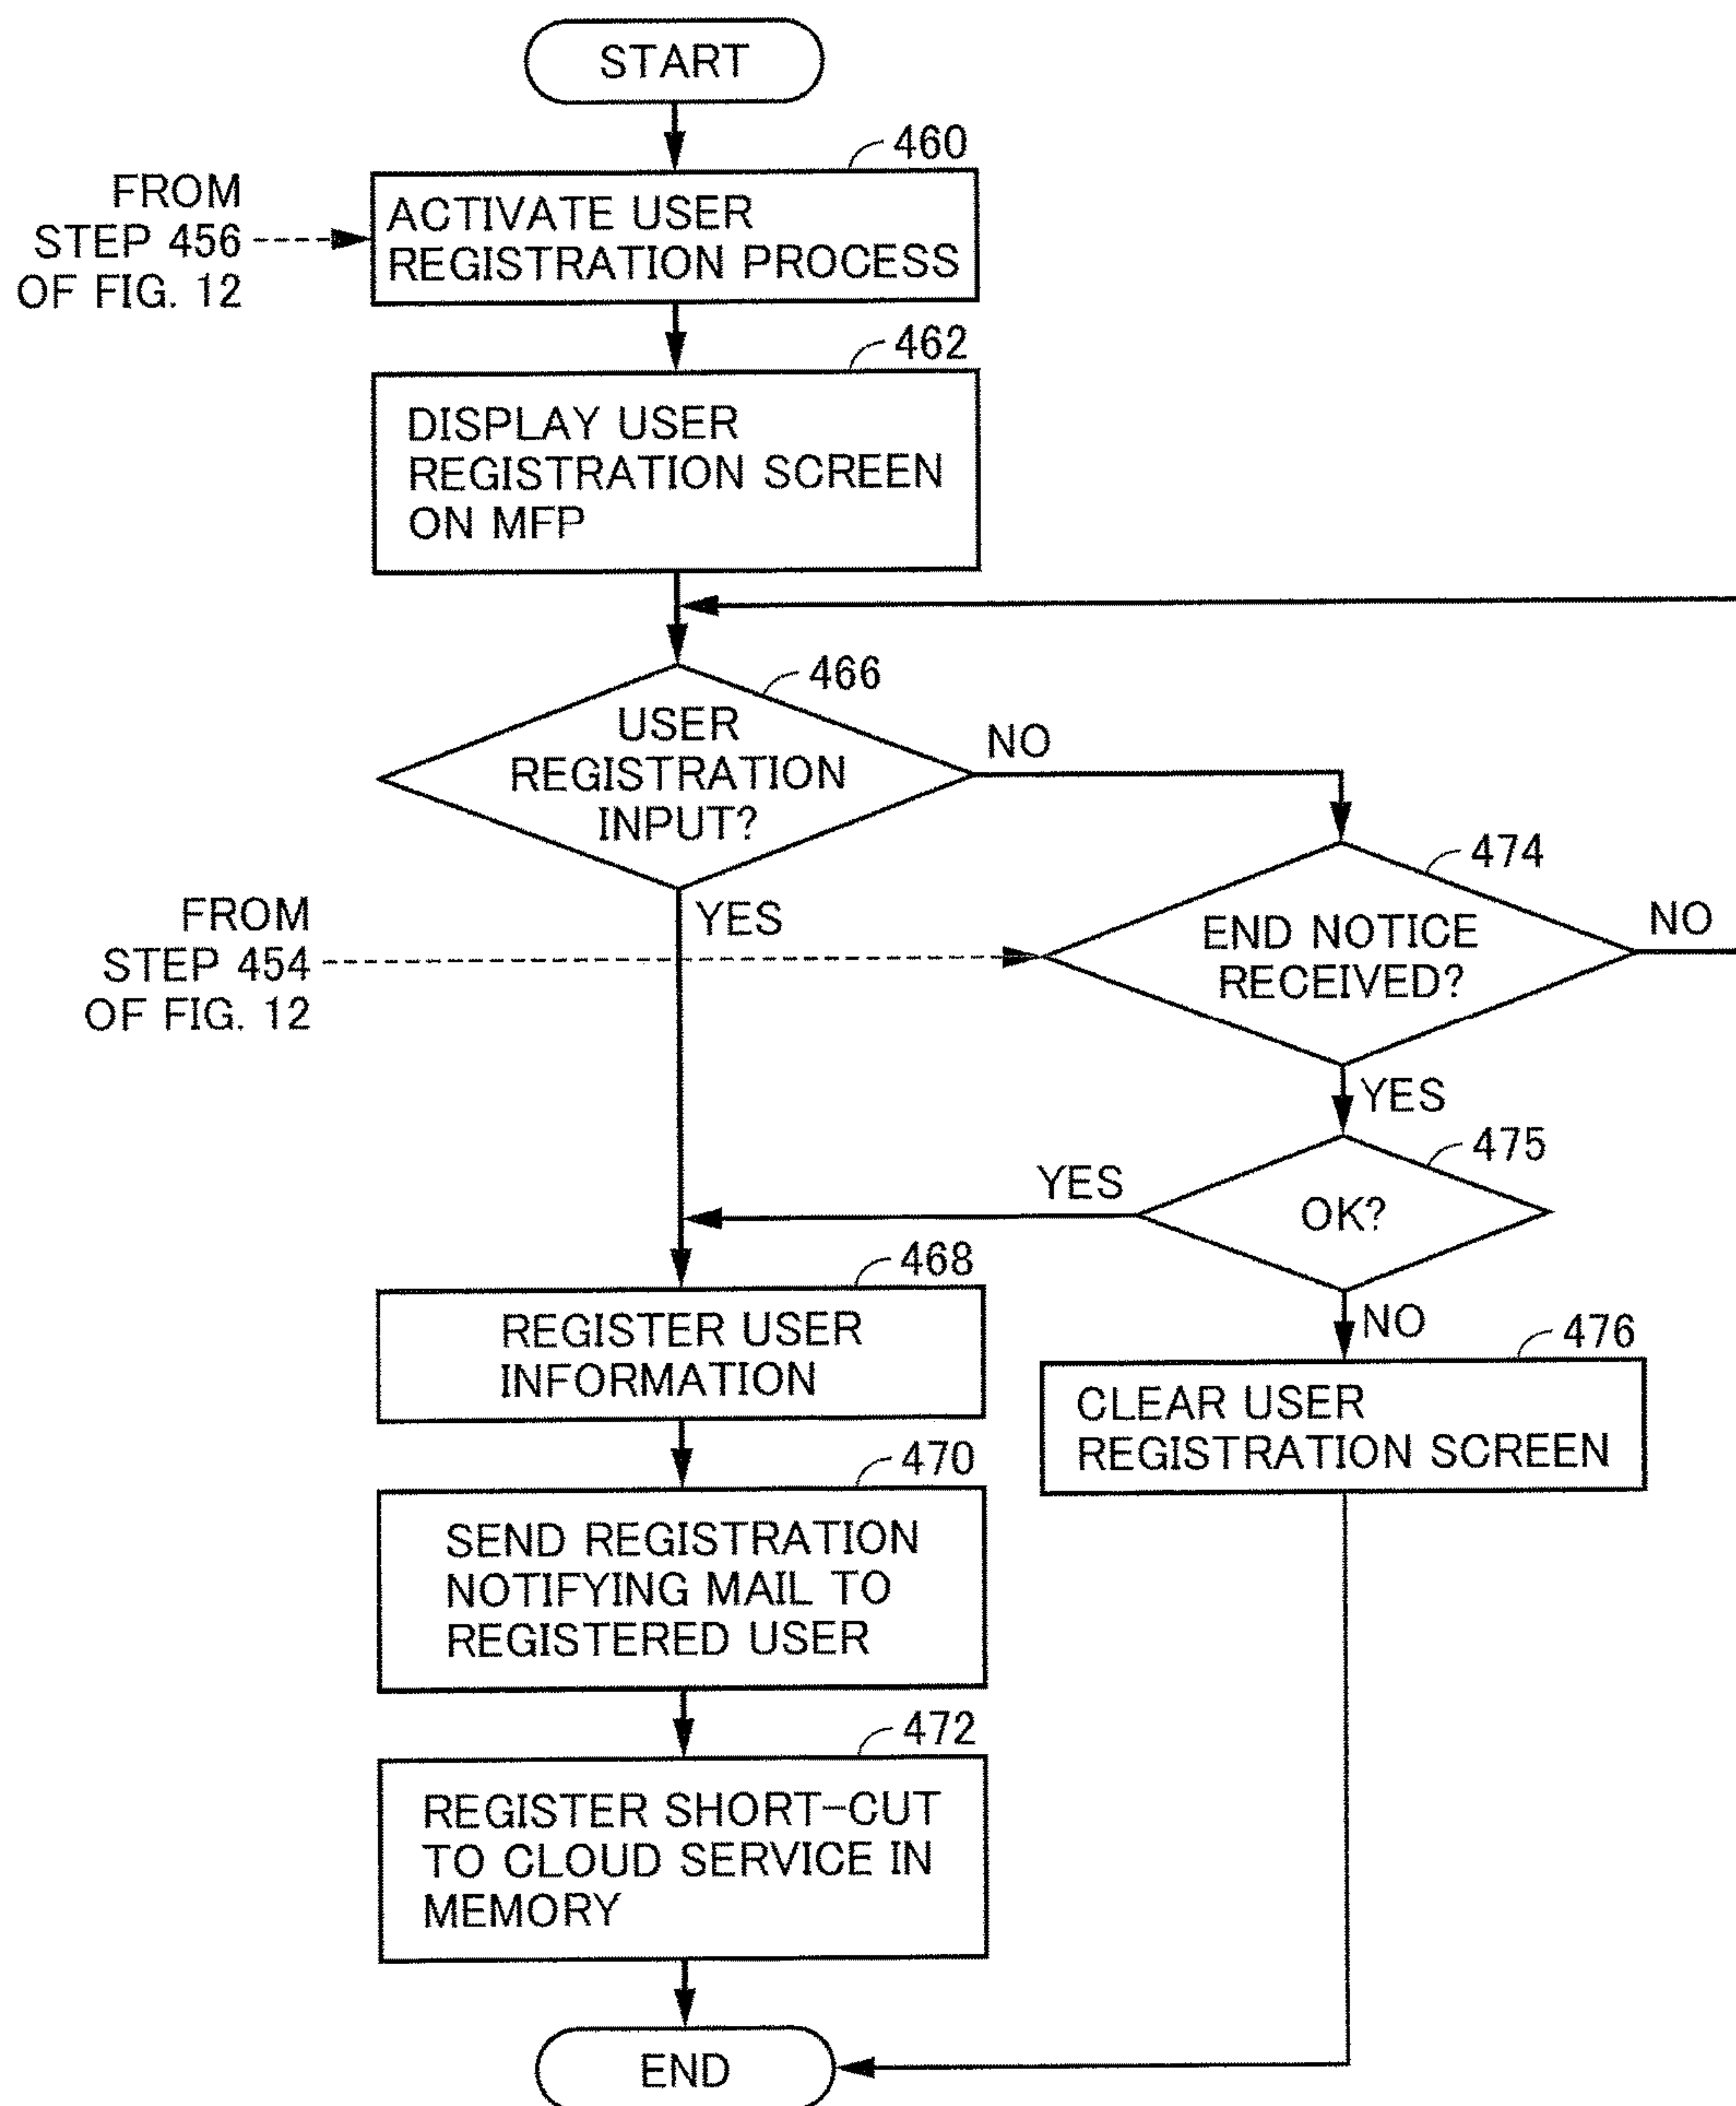 START
460
FROM
STEP 456
OF FIG. 12
ACTIVATE USER
REGISTRATION PROCESS
462
DISPLAY USER
REGISTRATION SCREEN
ON MFP
466
USER
REGISTRATION
INPUT?
NO
474
FROM
STEP 454
OF FIG. 12
YES
END NOTICE
RECEIVED?
NO
YES
475
YES
OK?
468
REGISTER USER
INFORMATION
NO
476
CLEAR USER
REGISTRATION SCREEN
470
SEND REGISTRATION
NOTIFYING MAIL TO
REGISTERED USER
472
REGISTER SHORT-CUT
TO CLOUD SERVICE IN
MEMORY
END